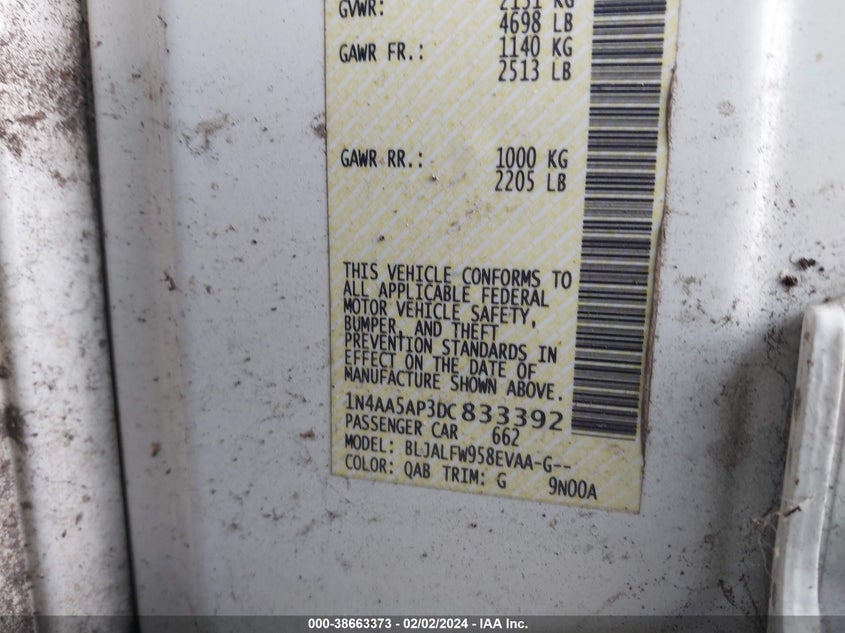 GVWR: 2131 KG
4698 LB
GAWR FR.: 1140 KG
2513 LB
GAWR RR.: 1000 KG
2205 LB
THIS VEHICLE CONFORMS TO
ALL APPLICABLE FEDERAL
MOTOR VEHICLE SAFETY,
BUMPER, AND THEFT
PREVENTION STANDARDS IN
EFFECT ON THE DATE OF
MANUFACTURE SHOWN ABOVE.
1N4AA5AP3DC833392
PASSENGER CAR 662
MODEL: BLJALFW958EVAA-G--
COLOR: QAB TRIM: G 9N00A
000-38663373 - 02/02/2024 - IAA Inc.